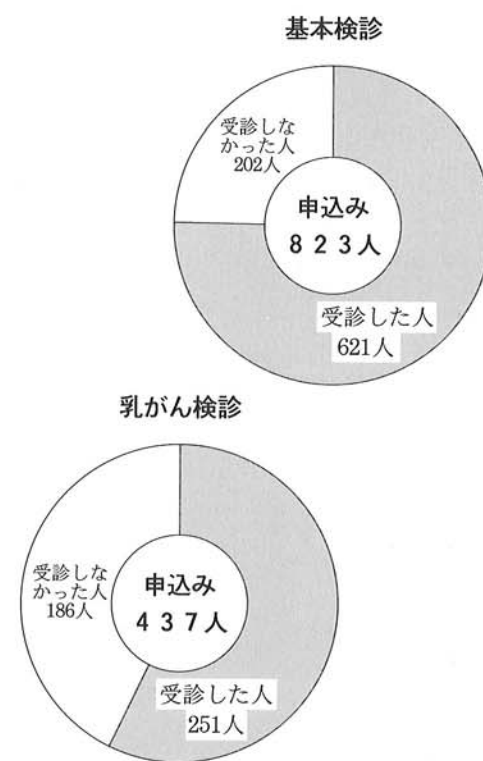 基本検診
受診しな
かった人
202人
申込み
823人
受診した人
621人
乳がん検診
受診しな
かった人
186人
申込み
437人
受診した人
251人